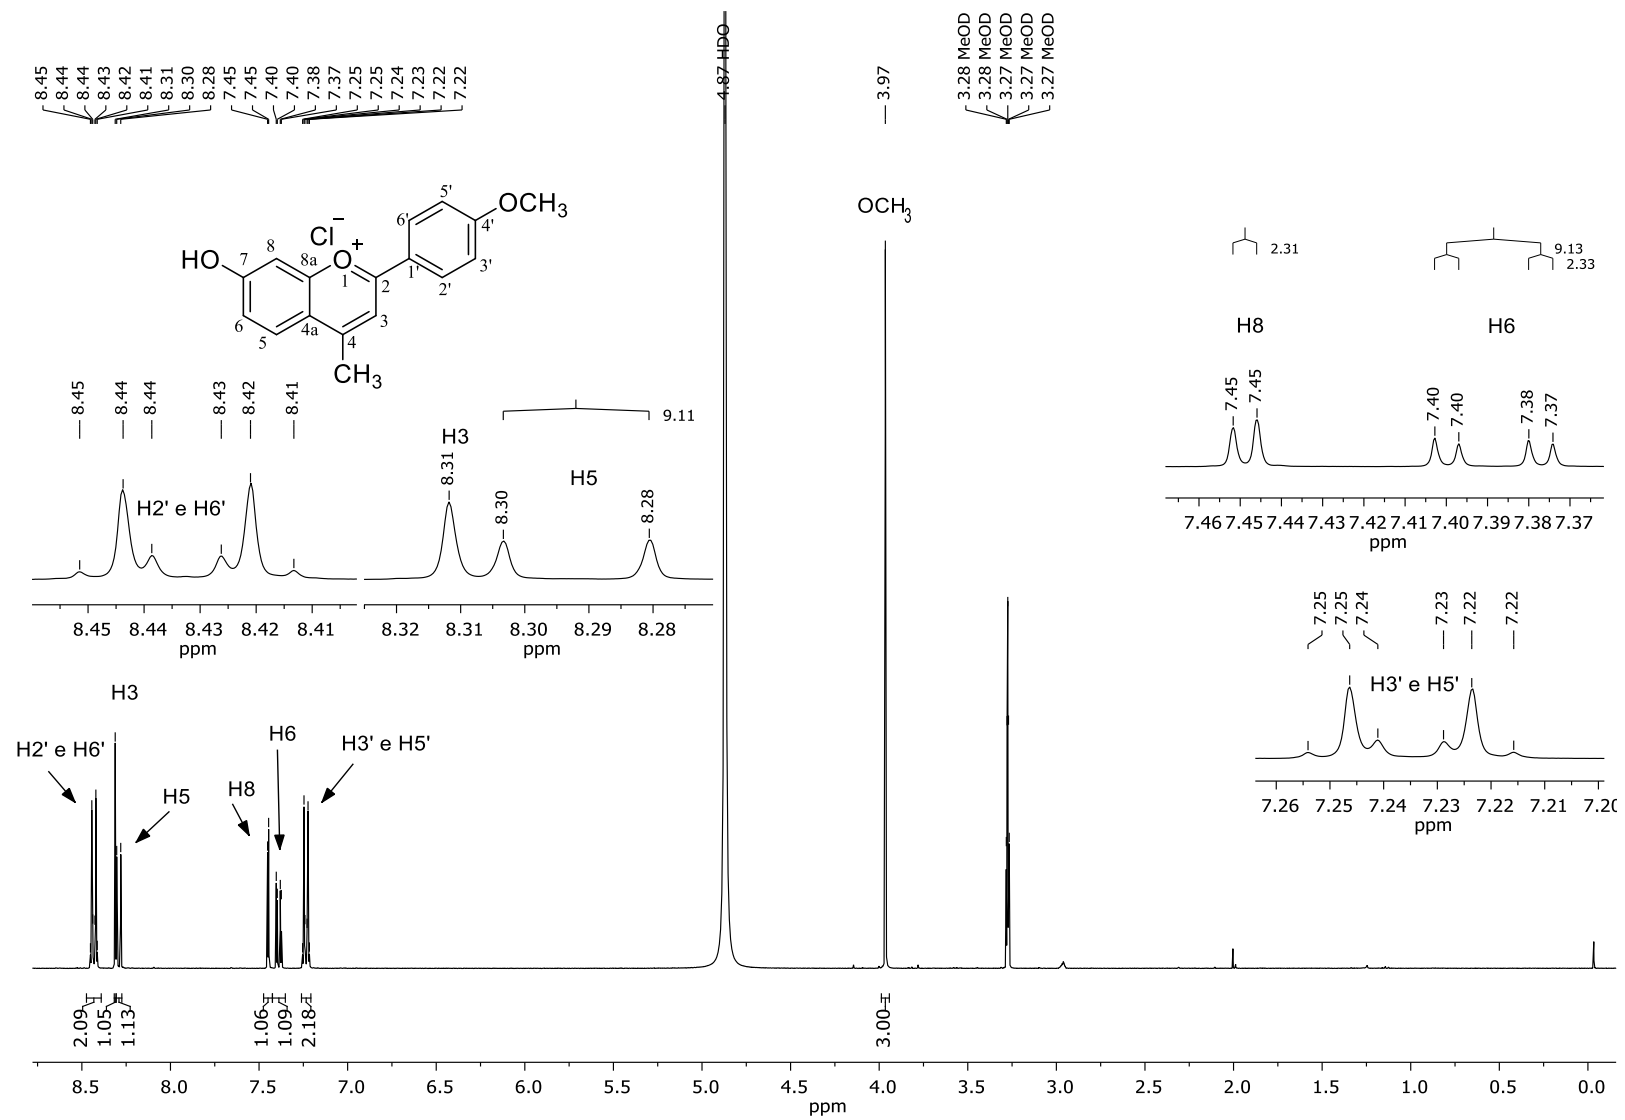 8.45
8.44
8.44
8.43
8.42
8.41
8.31
8.30
8.28
7.45
7.45
7.40
7.40
7.38
7.37
7.25
7.25
7.24
7.23
7.22
7.22
4.87 HDO
3.97
3.28 MeOD
3.28 MeOD
3.27 MeOD
3.27 MeOD
3.27 MeOD
OCH3
Cl−
HO
O+
OCH3
CH3
1
2
3
4
4a
5
6
7
8
8a
1'
2'
3'
4'
5'
6'
8.45
8.44
8.44
8.43
8.42
8.41
H2' e H6'
8.45 8.44 8.43 8.42 8.41
ppm
9.11
H3
H5
8.31
8.30
8.28
8.32 8.31 8.30 8.29 8.28
ppm
2.31
9.13
2.33
H8
H6
7.45
7.45
7.40
7.40
7.38
7.37
7.46 7.45 7.44 7.43 7.42 7.41 7.40 7.39 7.38 7.37
ppm
7.25
7.25
7.24
7.23
7.22
7.22
H3' e H5'
7.26 7.25 7.24 7.23 7.22 7.21 7.20
ppm
H3
H2' e H6'
H5
H8
H6
H3' e H5'
2.09
1.05
1.13
1.06
1.09
2.18
3.00
8.5 8.0 7.5 7.0 6.5 6.0 5.5 5.0 4.5 4.0 3.5 3.0 2.5 2.0 1.5 1.0 0.5 0.0
ppm